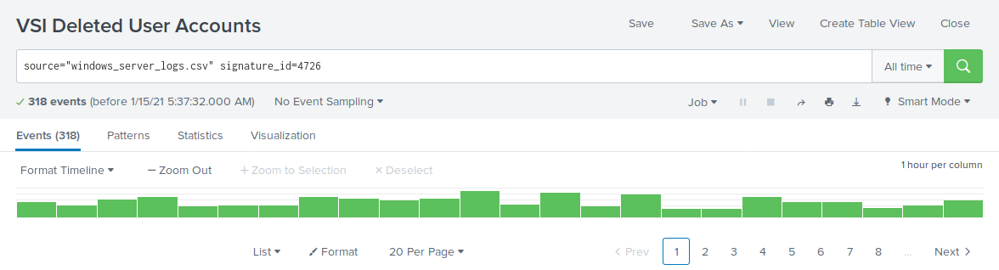 VSI Deleted User Accounts Save Save As View Create Table View Close
source="windows_server_logs.csv" signature_id=4726 All time
318 events (before 1/15/21 5:37:32.000 AM) No Event Sampling Job Smart Mode
Events (318) Patterns Statistics Visualization
Format Timeline — Zoom Out + Zoom to Selection × Deselect 1 hour per column
List Format 20 Per Page < Prev 1 2 3 4 5 6 7 8 ... Next >